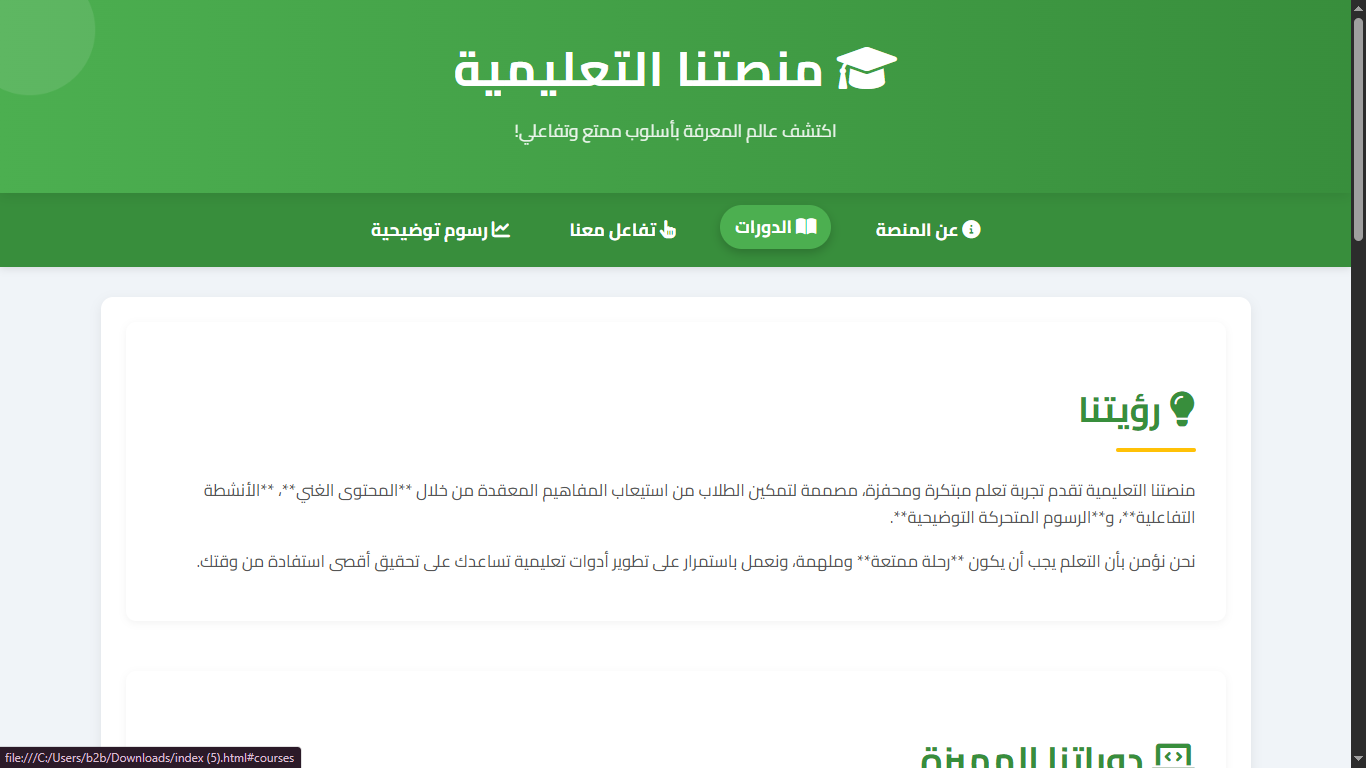 منصتنا التعليمية
اكتشف عالم المعرفة بأسلوب ممتع وتفاعلي!
عن المنصة
الدورات
تفاعل معنا
رسوم توضيحية
رؤيتنا
منصتنا التعليمية تقدم تجربة تعلم مبتكرة ومحفزة، مصممة لتمكين الطلاب من استيعاب المفاهيم المعقدة من خلال **المحتوى الغني**، **الأنشطة
التفاعلية**، و**الرسوم المتحركة التوضيحية**.
نحن نؤمن بأن التعلم يجب أن يكون **رحلة ممتعة** وملهمة، ونعمل باستمرار على تطوير أدوات تعليمية تساعدك على تحقيق أقصى استفادة من وقتك.
دوراتنا المميزة
file:///C:/Users/b2b/Downloads/index (5).html#courses